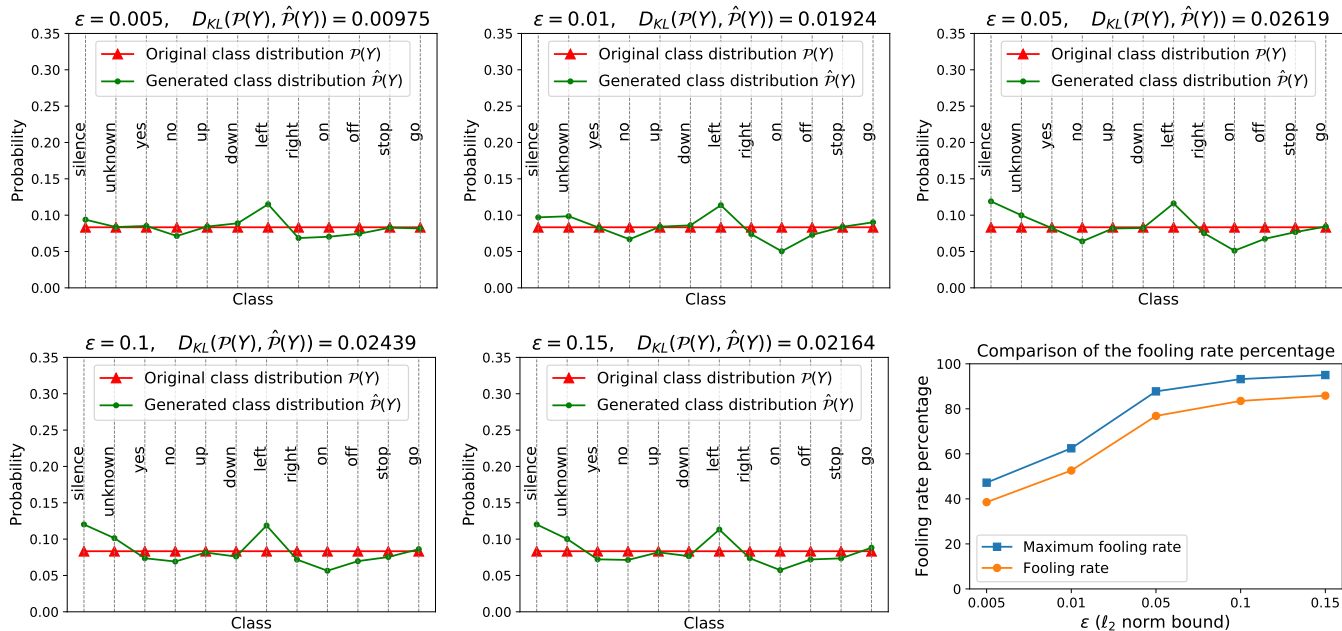 ε = 0.005, D_KL(P(Y), P̂(Y)) = 0.00975
0.35
0.30
0.25
0.20
0.15
0.10
0.05
0.00
Probability
Original class distribution P(Y)
Generated class distribution P̂(Y)
silence
unknown
yes
no
up
down
left
right
on
off
stop
go
Class
ε = 0.01, D_KL(P(Y), P̂(Y)) = 0.01924
0.35
0.30
0.25
0.20
0.15
0.10
0.05
0.00
Probability
Original class distribution P(Y)
Generated class distribution P̂(Y)
silence
unknown
yes
no
up
down
left
right
on
off
stop
go
Class
ε = 0.05, D_KL(P(Y), P̂(Y)) = 0.02619
0.35
0.30
0.25
0.20
0.15
0.10
0.05
0.00
Probability
Original class distribution P(Y)
Generated class distribution P̂(Y)
silence
unknown
yes
no
up
down
left
right
on
off
stop
go
Class
ε = 0.1, D_KL(P(Y), P̂(Y)) = 0.02439
0.35
0.30
0.25
0.20
0.15
0.10
0.05
0.00
Probability
Original class distribution P(Y)
Generated class distribution P̂(Y)
silence
unknown
yes
no
up
down
left
right
on
off
stop
go
Class
ε = 0.15, D_KL(P(Y), P̂(Y)) = 0.02164
0.35
0.30
0.25
0.20
0.15
0.10
0.05
0.00
Probability
Original class distribution P(Y)
Generated class distribution P̂(Y)
silence
unknown
yes
no
up
down
left
right
on
off
stop
go
Class
Comparison of the fooling rate percentage
100
80
60
40
20
0
Fooling rate percentage
Maximum fooling rate
Fooling rate
0.005 0.01 0.05 0.1 0.15
ε (ℓ₂ norm bound)